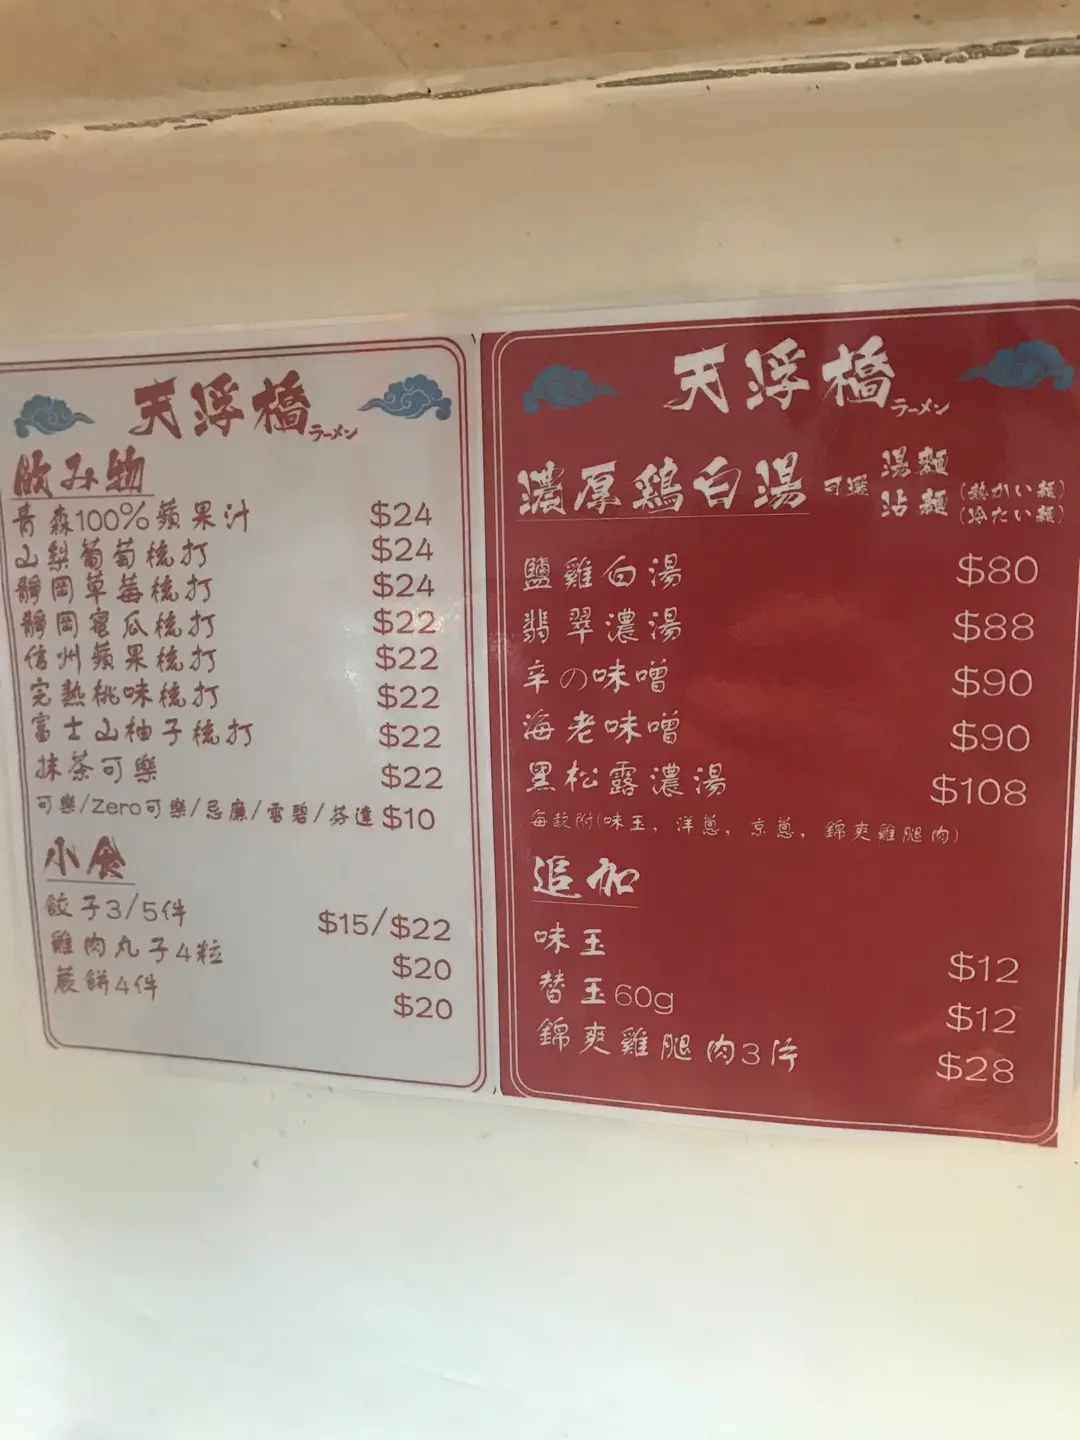 天浮橋ラーメン
飲み物
青森100%蘋果汁 $24
山梨葡萄梳打 $24
靜岡草莓梳打 $24
靜岡蜜瓜梳打 $22
信州蘋果梳打 $22
完熟桃味梳打 $22
富士山柚子梳打 $22
抹茶可樂 $22
可樂/Zero可樂/忌廉/雪碧/芬達 $10
小食
餃子3/5件 $15/$22
雞肉丸子4粒 $20
蕨餅4件 $20
天浮橋ラーメン
濃厚鶏白湯 可選 湯麵
沾麵 (熱かい麵)
(冷たい麵)
鹽雞白湯 $80
翡翠濃湯 $88
辛の味噌 $90
海老味噌 $90
黑松露濃湯 $108
每款附(味玉, 洋蔥, 京蔥, 錦爽雞腿肉)
追加
味玉 $12
替玉60g $12
錦爽雞腿肉3片 $28